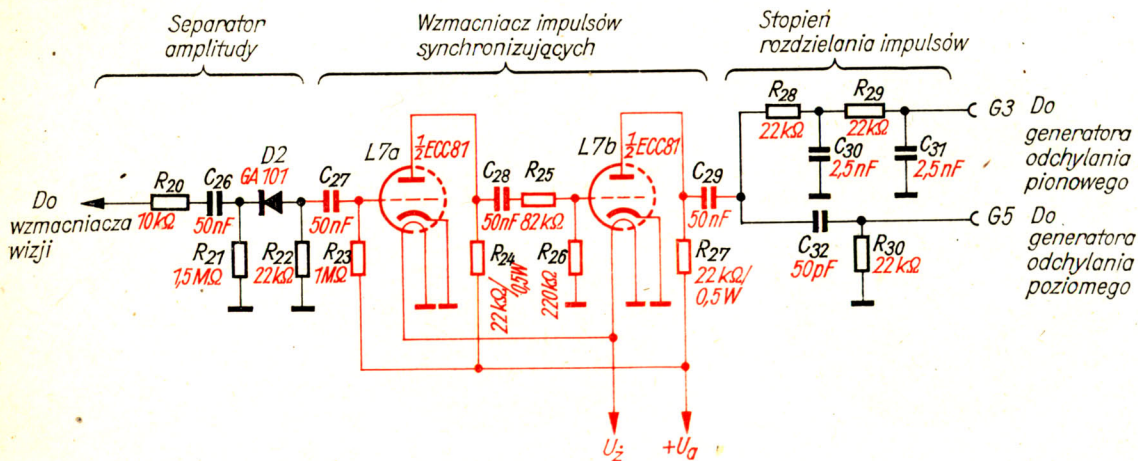 Separator
amplitudy
Wzmacniacz impulsów
synchronizujących
Stopień
rozdzielania impulsów
Do
wzmacniacza
wizji
R20
10kΩ
C26
50nF
R21
1,5MΩ
D2
GA 101
R22
22kΩ
C27
50nF
R23
1MΩ
L7a
½ECC81
R24
22kΩ/
0,5W
C28
50nF
R25
82kΩ
R26
220kΩ
L7b
½ECC81
C29
50nF
R27
22kΩ/
0,5W
R28
22kΩ
C30
2,5nF
R29
22kΩ
C31
2,5nF
C32
50pF
R30
22kΩ
G3 Do
generatora
odchylania
pionowego
G5 Do
generatora
odchylania
poziomego
Uż
+Ua